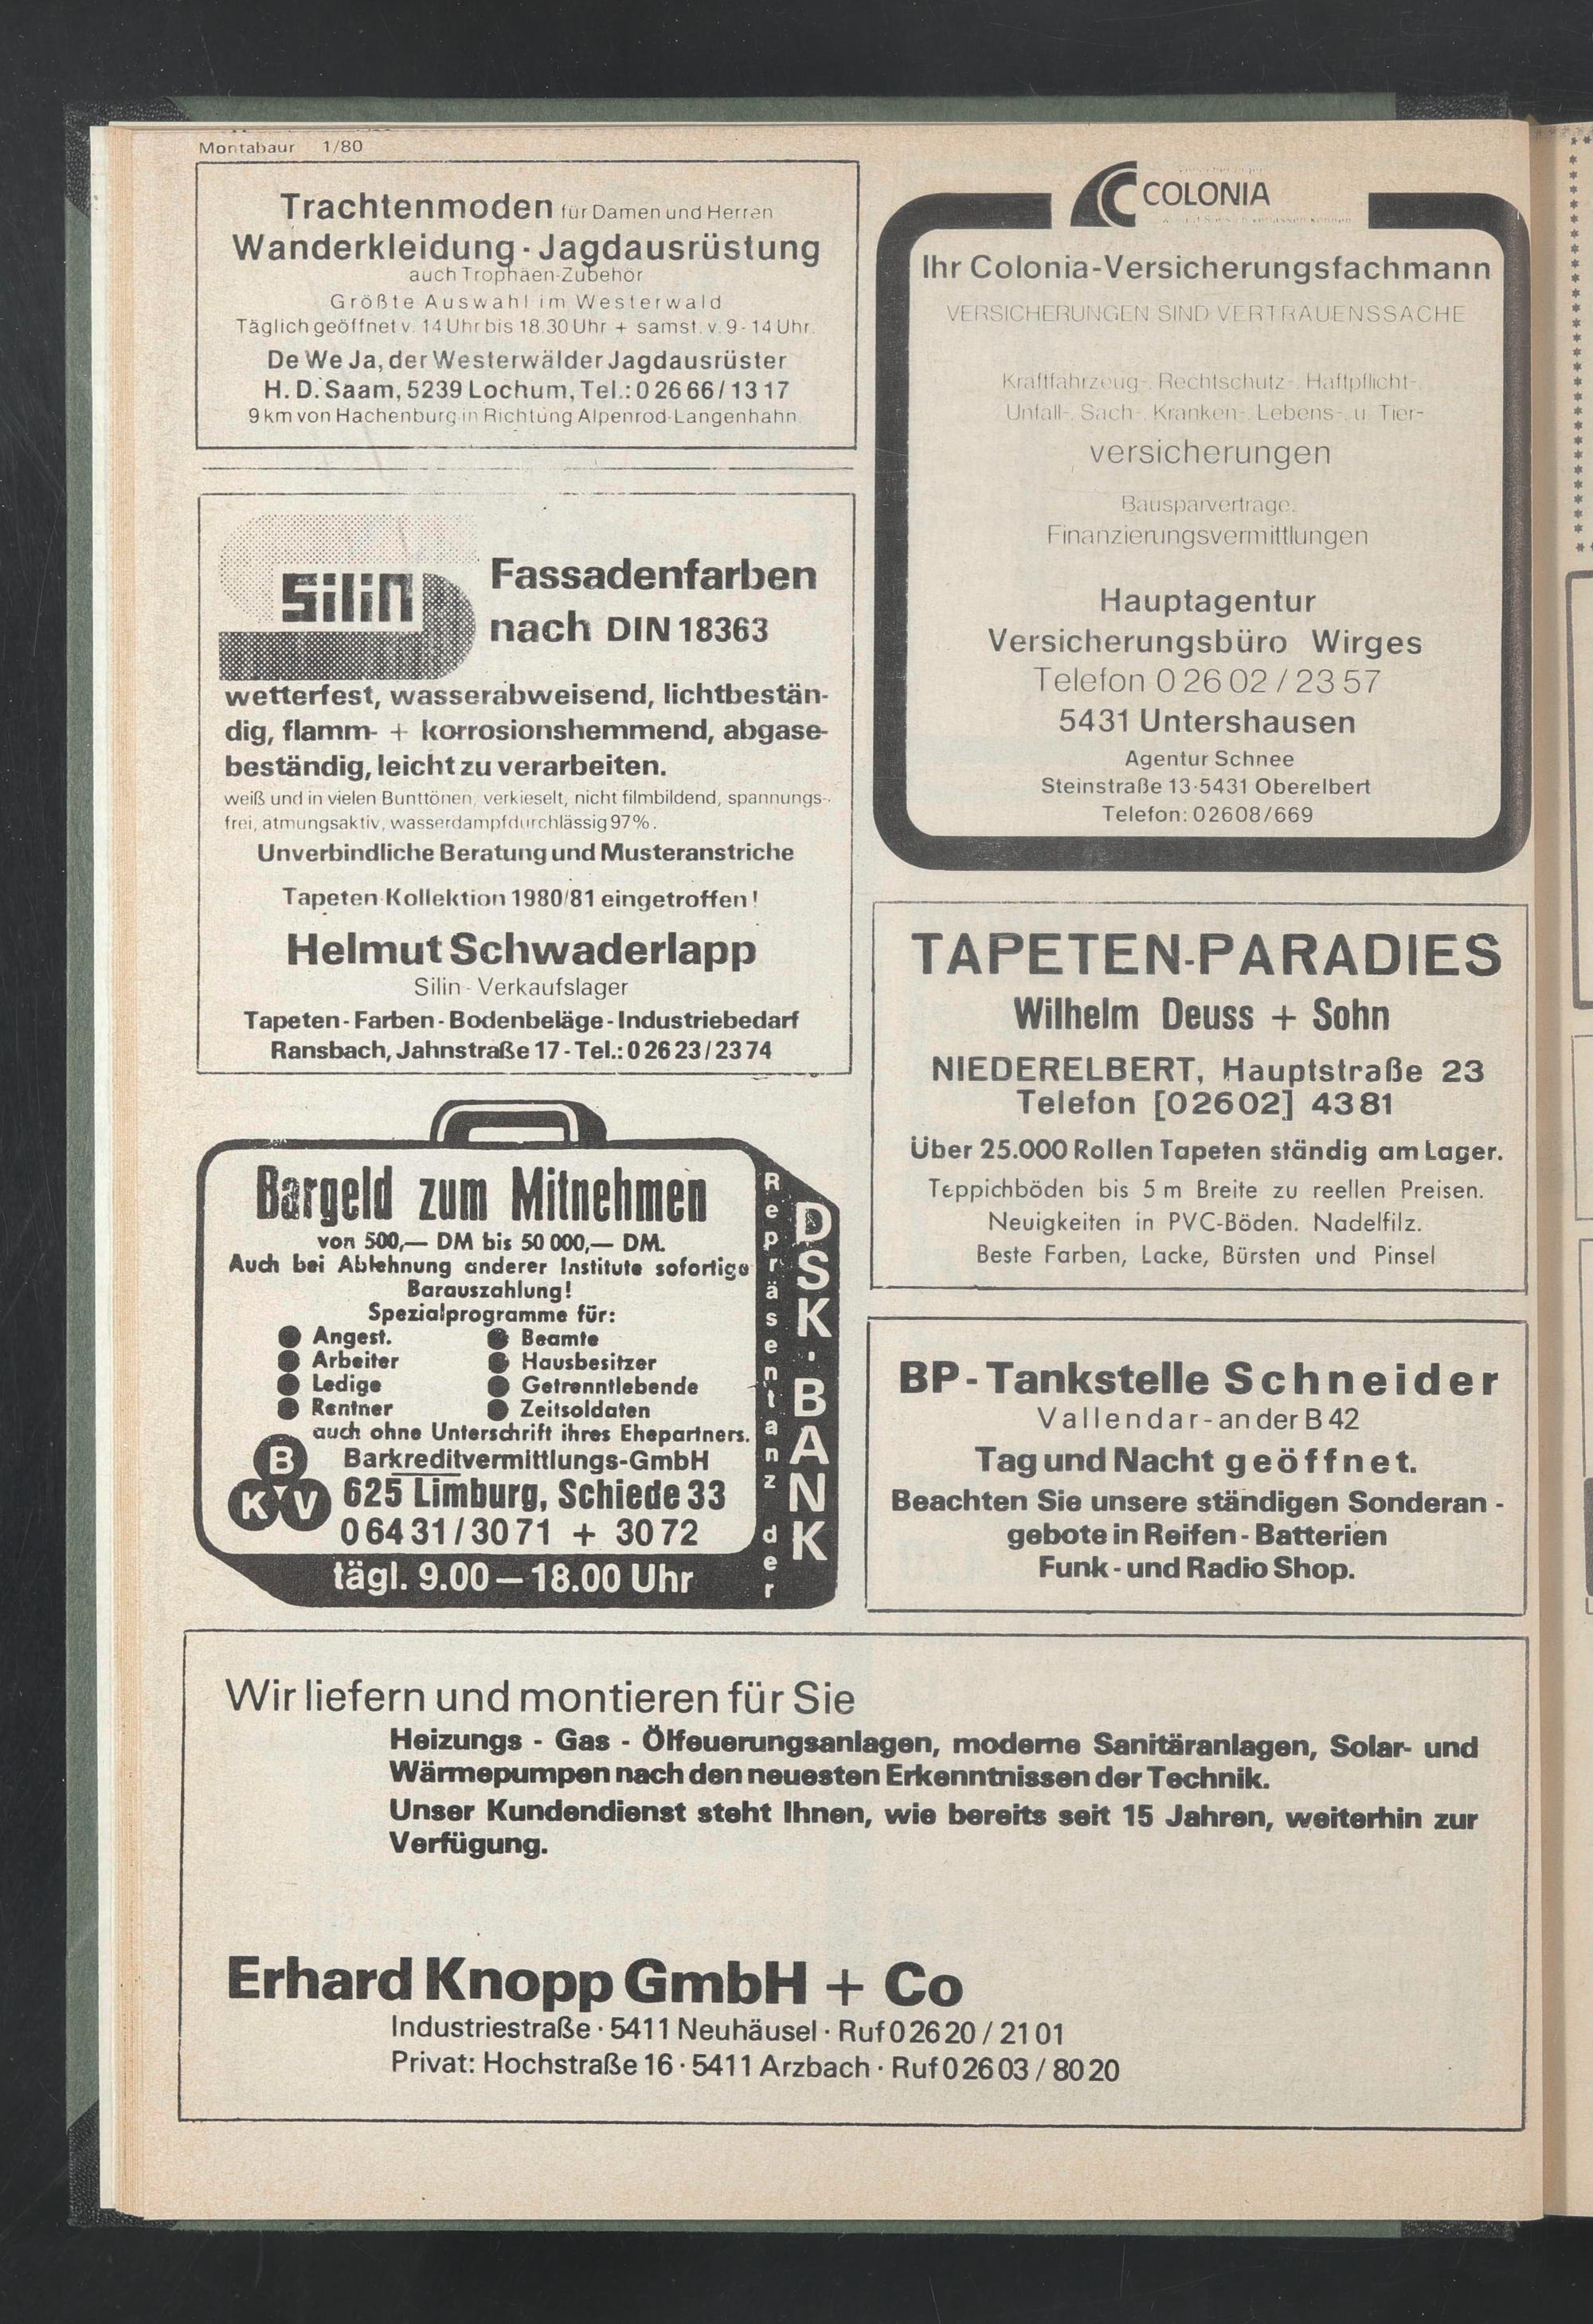 Montabaur 1/80
Trachtenmoden für Damen und Herren
Wanderkleidung - Jagdausrüstung
auch Trophäen-Zubehör
Größte Auswahl im Westerwald
Täglich geöffnet v. 14 Uhr bis 18.30 Uhr + samst. v. 9 - 14 Uhr.
De We Ja, der Westerwälder Jagdausrüster
H. D. Saam, 5239 Lochum, Tel.: 0 26 66 / 13 17
9 km von Hachenburg in Richtung Alpenrod-Langenhahn.
Silin
Fassadenfarben
nach DIN 18363
wetterfest, wasserabweisend, lichtbestän-
dig, flamm- + korrosionshemmend, abgase-
beständig, leicht zu verarbeiten.
weiß und in vielen Bunttönen, verkieselt, nicht filmbildend, spannungs-
frei, atmungsaktiv, wasserdampfdurchlässig 97%.
Unverbindliche Beratung und Musteranstriche
Tapeten-Kollektion 1980/81 eingetroffen!
Helmut Schwaderlapp
Silin - Verkaufslager
Tapeten - Farben - Bodenbeläge - Industriebedarf
Ransbach, Jahnstraße 17 - Tel.: 0 26 23 / 23 74
Bargeld zum Mitnehmen
von 500,— DM bis 50 000,— DM.
Auch bei Ablehnung anderer Institute sofortige
Barauszahlung!
Spezialprogramme für:
● Angest. ● Beamte
● Arbeiter ● Hausbesitzer
● Ledige ● Getrenntlebende
● Rentner ● Zeitsoldaten
auch ohne Unterschrift ihres Ehepartners.
BKV
Barkreditvermittlungs-GmbH
625 Limburg, Schiede 33
0 64 31 / 30 71 + 30 72
tägl. 9.00 — 18.00 Uhr
Repräsentanz der
DSK-BANK
COLONIA
Ihr Colonia-Versicherungsfachmann
VERSICHERUNGEN SIND VERTRAUENSSACHE
Kraftfahrzeug-, Rechtschutz-, Haftpflicht-,
Unfall-, Sach-, Kranken-, Lebens-, u. Tier-
versicherungen
Bausparverträge.
Finanzierungsvermittlungen
Hauptagentur
Versicherungsbüro Wirges
Telefon 0 26 02 / 23 57
5431 Untershausen
Agentur Schnee
Steinstraße 13·5431 Oberelbert
Telefon: 02608/669
TAPETEN-PARADIES
Wilhelm Deuss + Sohn
NIEDERELBERT, Hauptstraße 23
Telefon [02602] 4381
Über 25.000 Rollen Tapeten ständig am Lager.
Teppichböden bis 5 m Breite zu reellen Preisen.
Neuigkeiten in PVC-Böden. Nadelfilz.
Beste Farben, Lacke, Bürsten und Pinsel
BP - Tankstelle Schneider
Vallendar - an der B 42
Tag und Nacht geöffnet.
Beachten Sie unsere ständigen Sonderan -
gebote in Reifen - Batterien
Funk - und Radio Shop.
Wir liefern und montieren für Sie
Heizungs - Gas - Ölfeuerungsanlagen, moderne Sanitäranlagen, Solar- und
Wärmepumpen nach den neuesten Erkenntnissen der Technik.
Unser Kundendienst steht Ihnen, wie bereits seit 15 Jahren, weiterhin zur
Verfügung.
Erhard Knopp GmbH + Co
Industriestraße · 5411 Neuhäusel · Ruf 0 26 20 / 21 01
Privat: Hochstraße 16 · 5411 Arzbach · Ruf 0 26 03 / 80 20